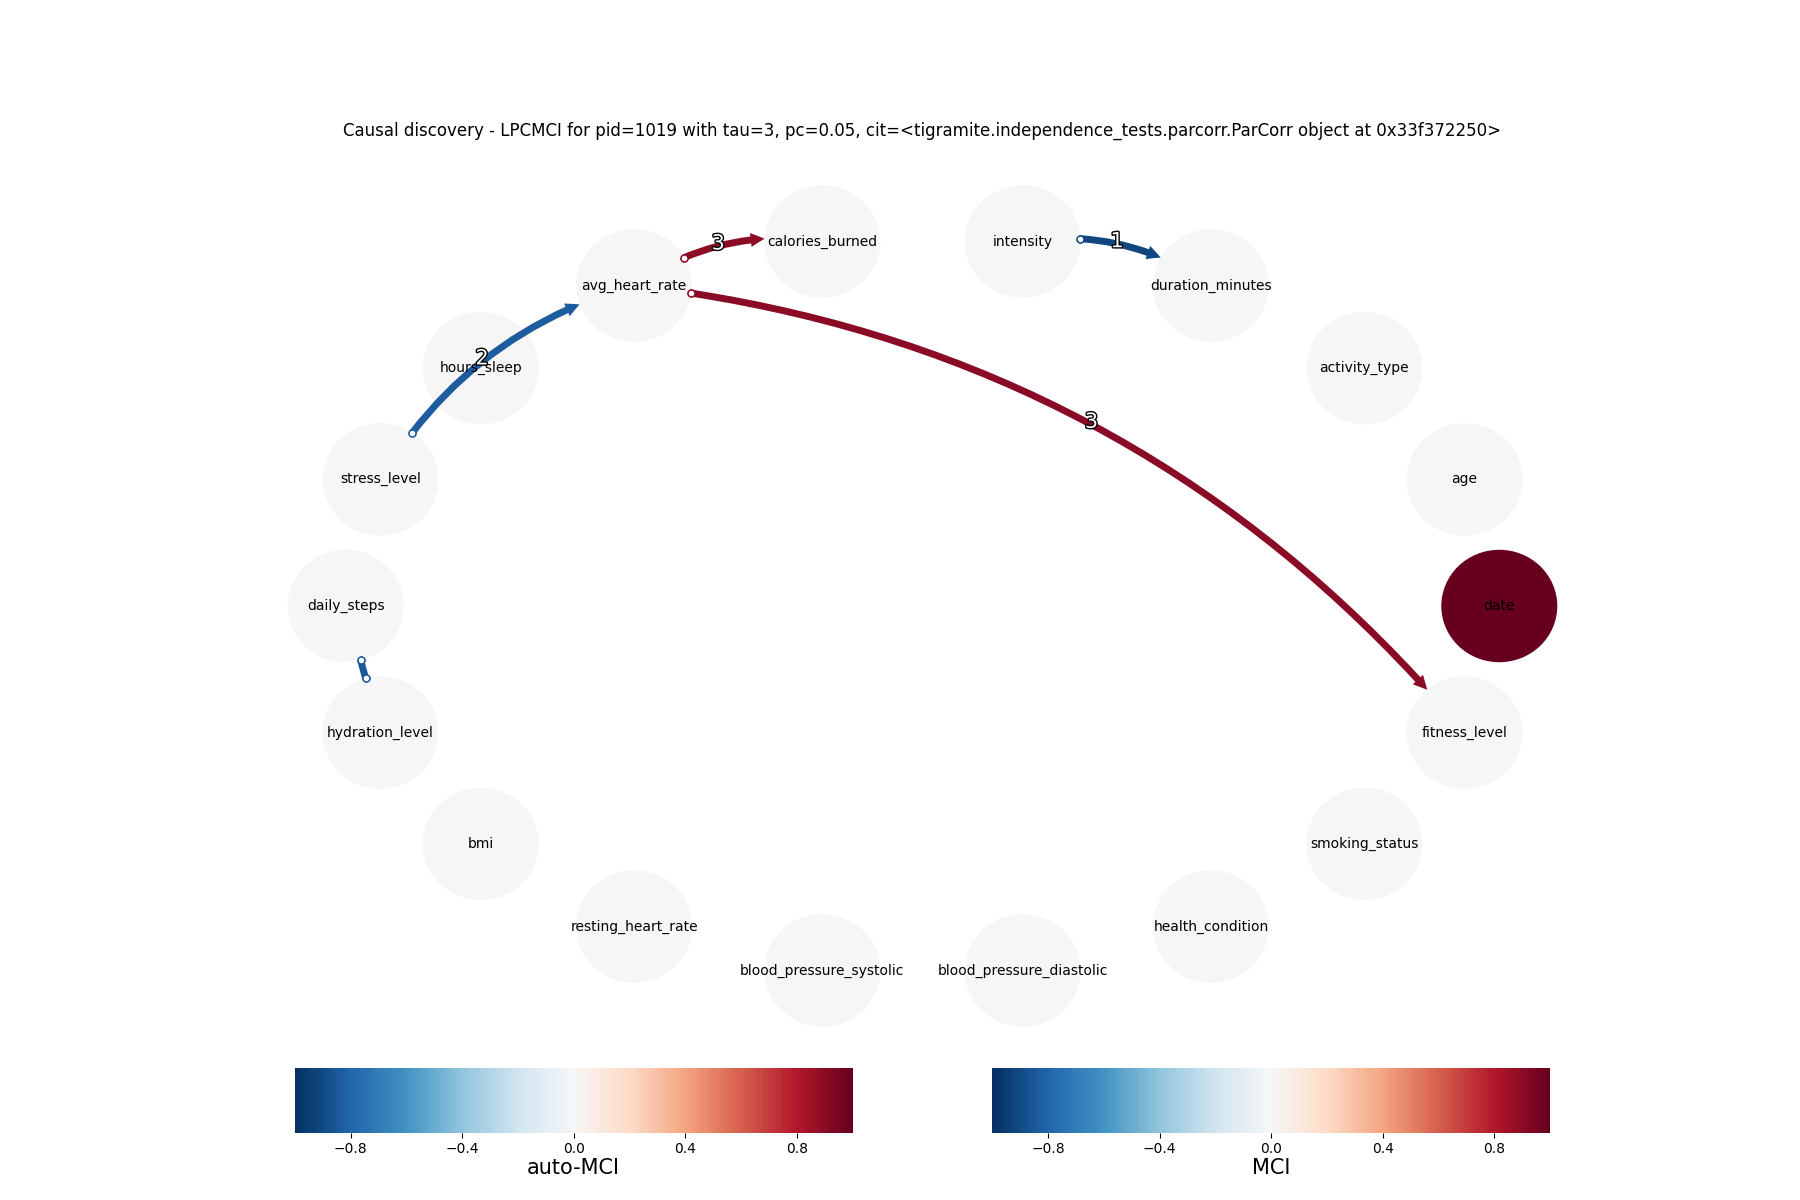 Causal discovery - LPCMCI for pid=1019 with tau=3, pc=0.05, cit=<tigramite.independence_tests.parcorr.ParCorr object at 0x33f372250>
calories_burned
intensity
3
1
avg_heart_rate
duration_minutes
2
hours_sleep
activity_type
3
stress_level
age
daily_steps
date
hydration_level
fitness_level
bmi
smoking_status
resting_heart_rate
health_condition
blood_pressure_systolic
blood_pressure_diastolic
−0.8 −0.4 0.0 0.4 0.8
auto-MCI
−0.8 −0.4 0.0 0.4 0.8
MCI